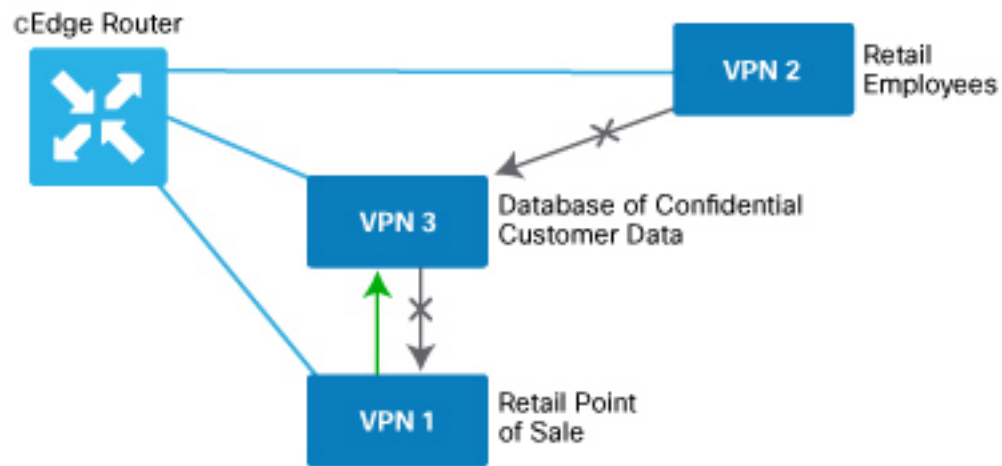 cEdge Router
VPN 2
Retail
Employees
VPN 3
Database of Confidential
Customer Data
VPN 1
Retail Point
of Sale